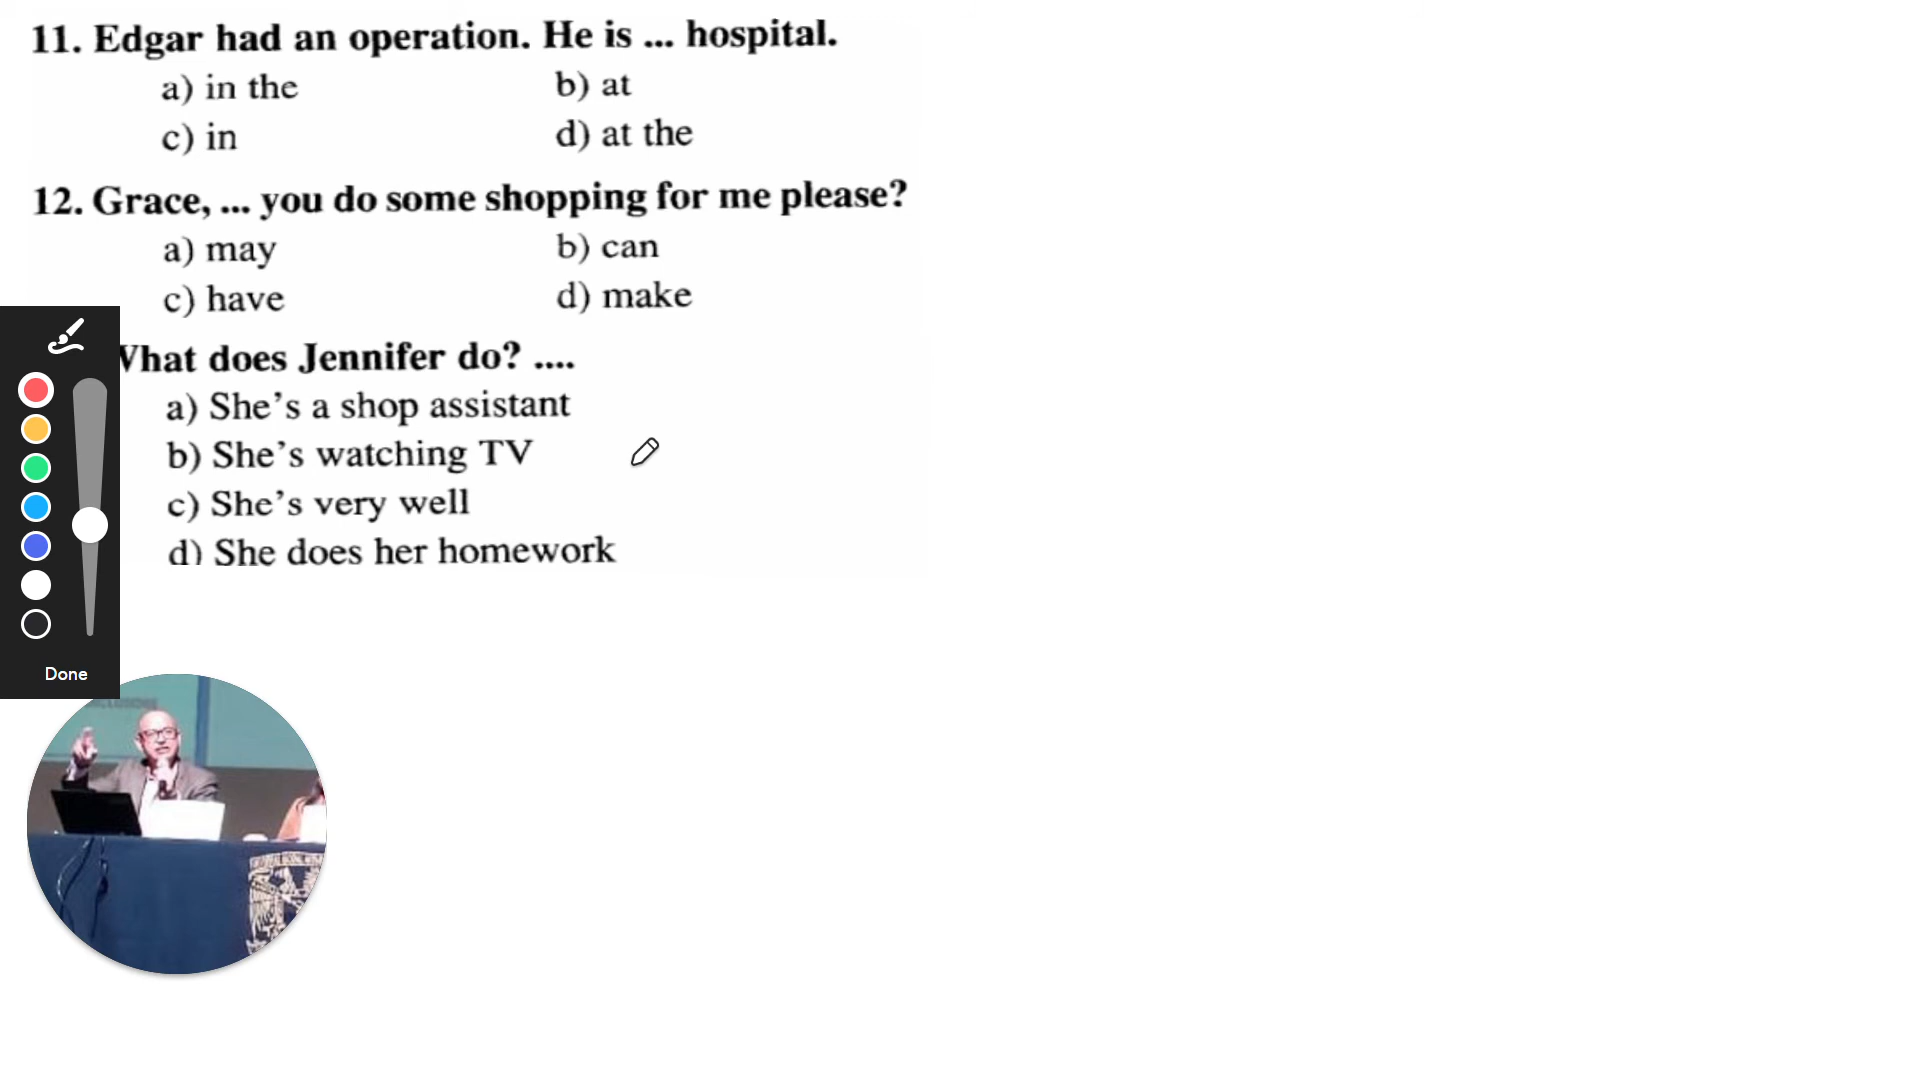 11. Edgar had an operation. He is ... hospital.
a) in the
b) at
c) in
d) at the
12. Grace, ... you do some shopping for me please?
a) may
b) can
c) have
d) make
What does Jennifer do? ....
a) She's a shop assistant
b) She's watching TV
c) She's very well
d) She does her homework
Done